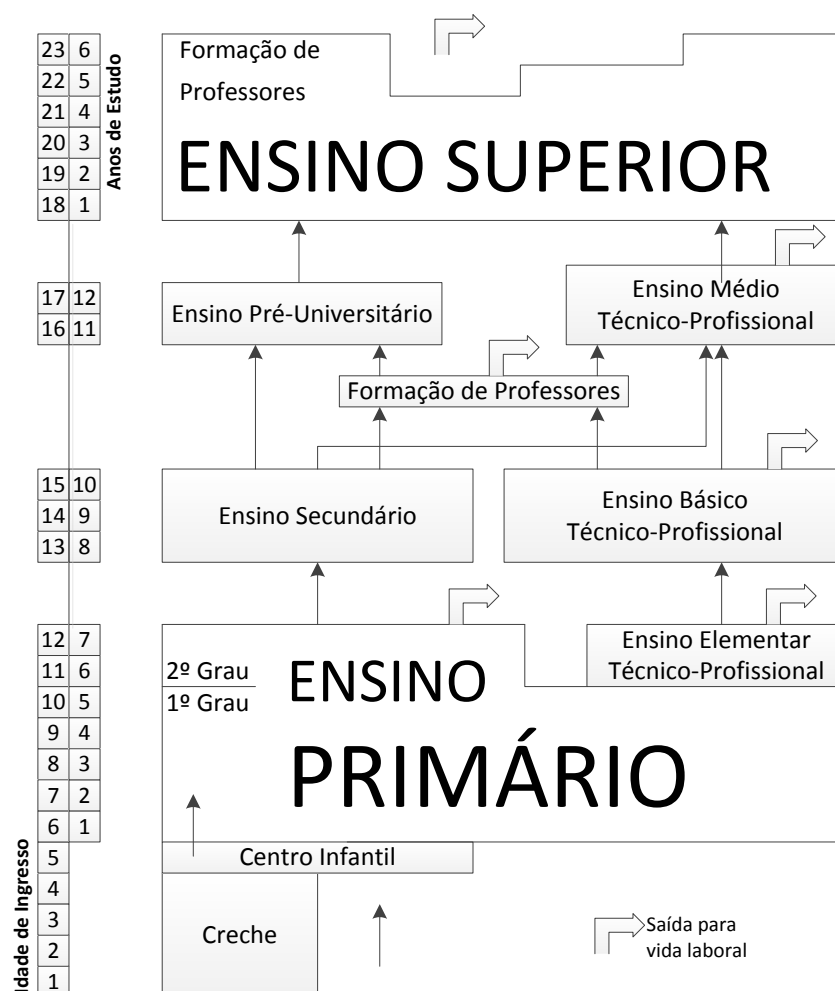 23 6
22 5
21 4
20 3
19 2
18 1
Anos de Estudo
Formação de
Professores
ENSINO SUPERIOR
17 12
16 11
Ensino Pré-Universitário
Ensino Médio
Técnico-Profissional
Formação de Professores
15 10
14 9
13 8
Ensino Secundário
Ensino Básico
Técnico-Profissional
12 7
11 6
10 5
9 4
8 3
7 2
6 1
5
4
3
2
1
Idade de Ingresso
2º Grau
1º Grau
ENSINO
PRIMÁRIO
Ensino Elementar
Técnico-Profissional
Centro Infantil
Creche
Saída para
vida laboral